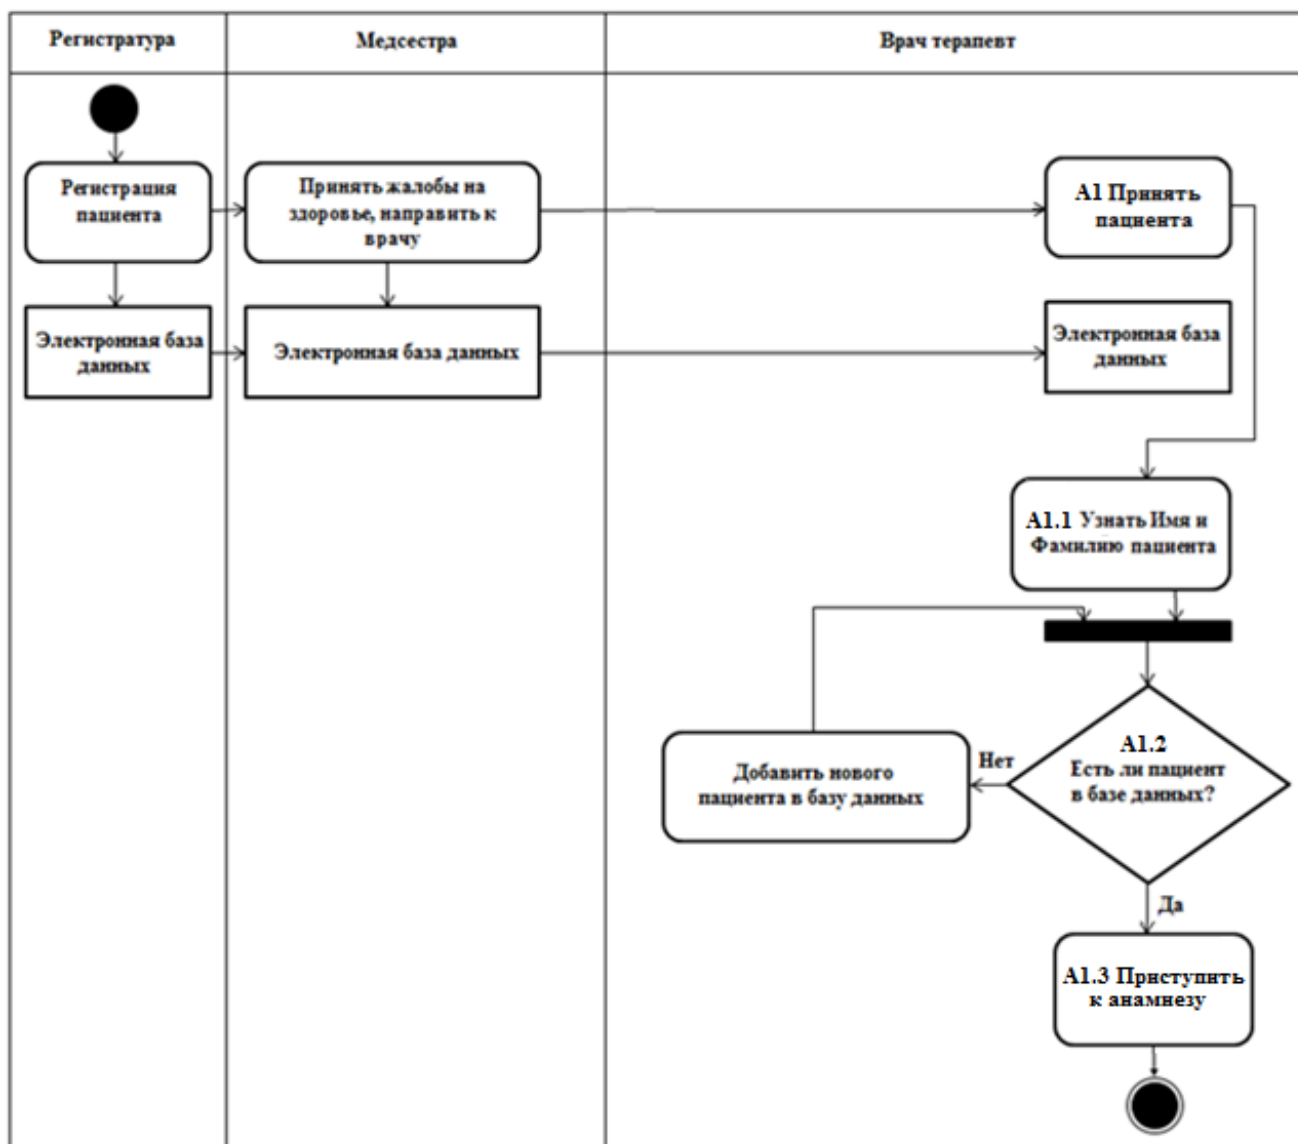 Регистратура
Медсестра
Врач терапевт
Регистрация
пациента
Принять жалобы на
здоровье, направить к
врачу
А1 Принять
пациента
Электронная база
данных
Электронная база данных
Электронная база
данных
А1.1 Узнать Имя и
Фамилию пациента
А1.2
Есть ли пациент
в базе данных?
Нет
Добавить нового
пациента в базу данных
Да
А1.3 Приступить
к анамнезу